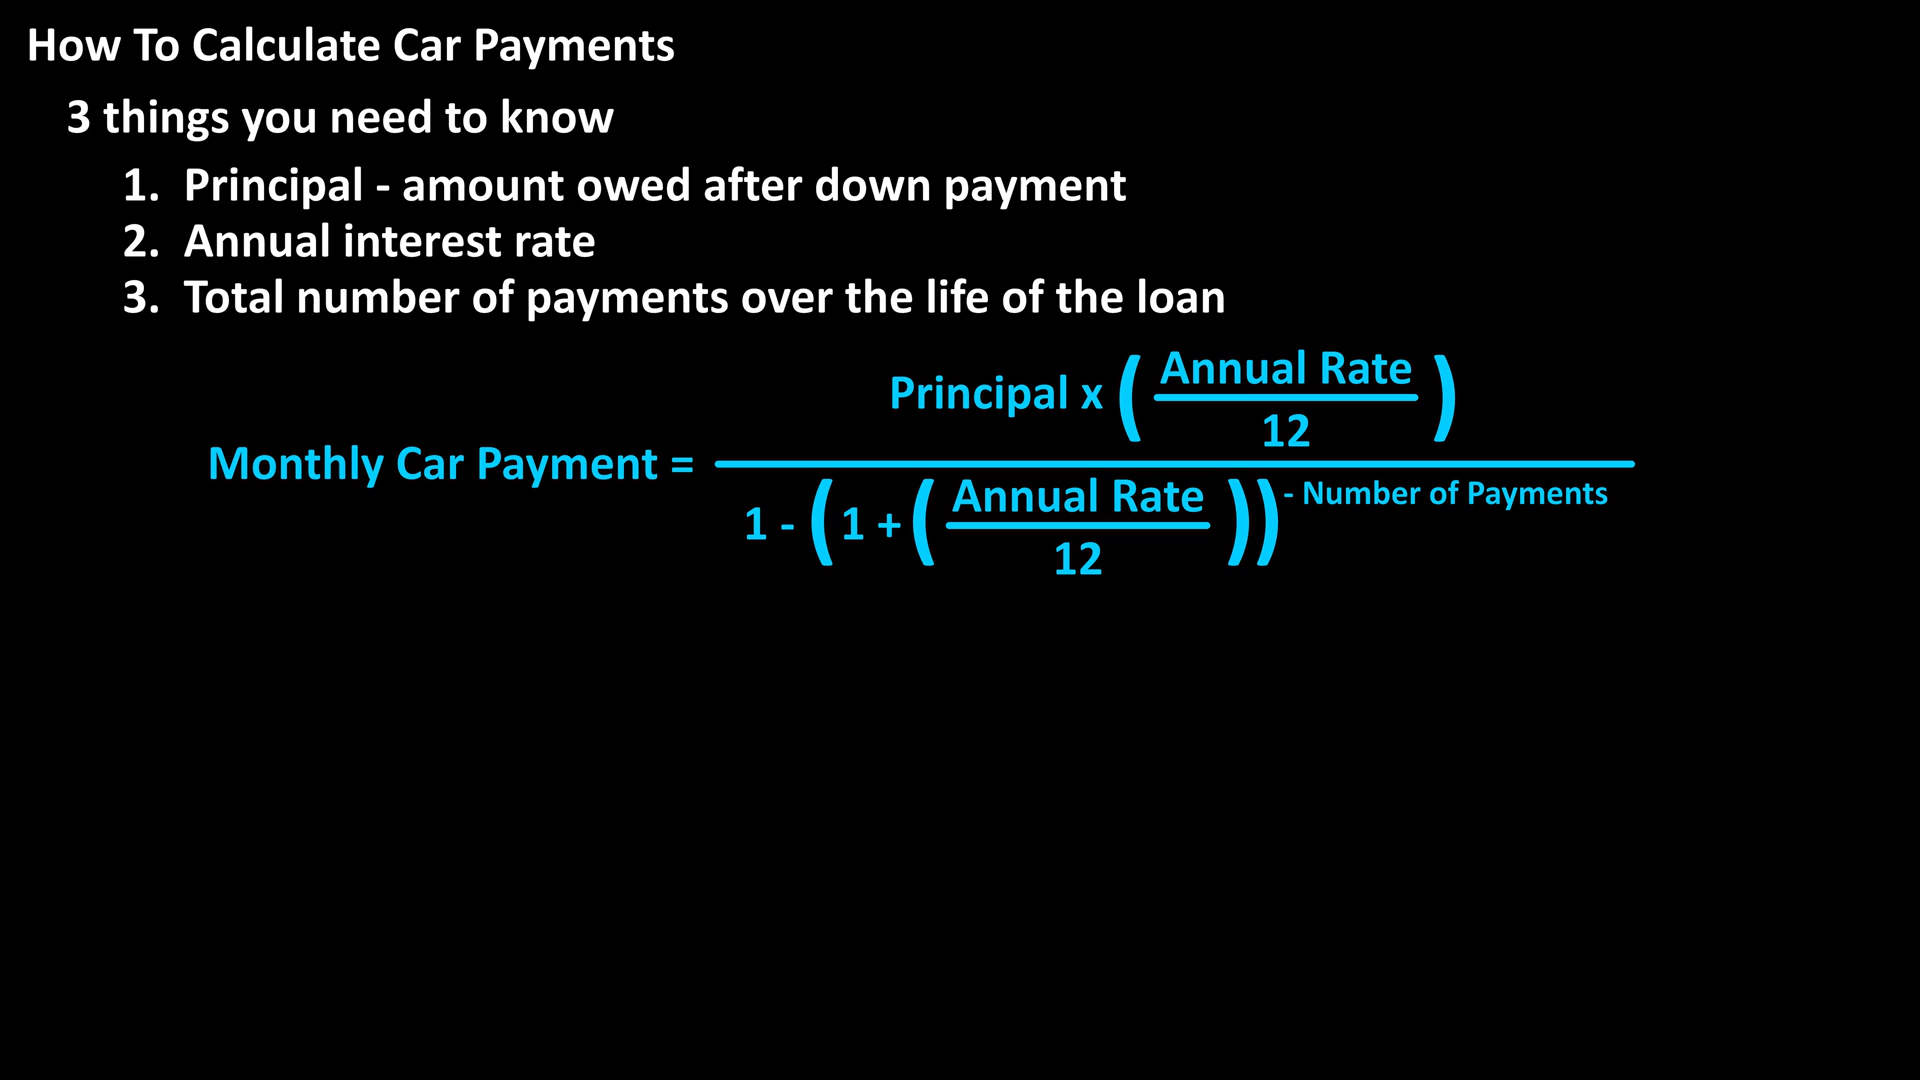 How To Calculate Car Payments
3 things you need to know
1. Principal - amount owed after down payment
2. Annual interest rate
3. Total number of payments over the life of the loan
Principal x ( Annual Rate )
12
Monthly Car Payment =
1 - ( 1 + ( Annual Rate ) ) - Number of Payments
12